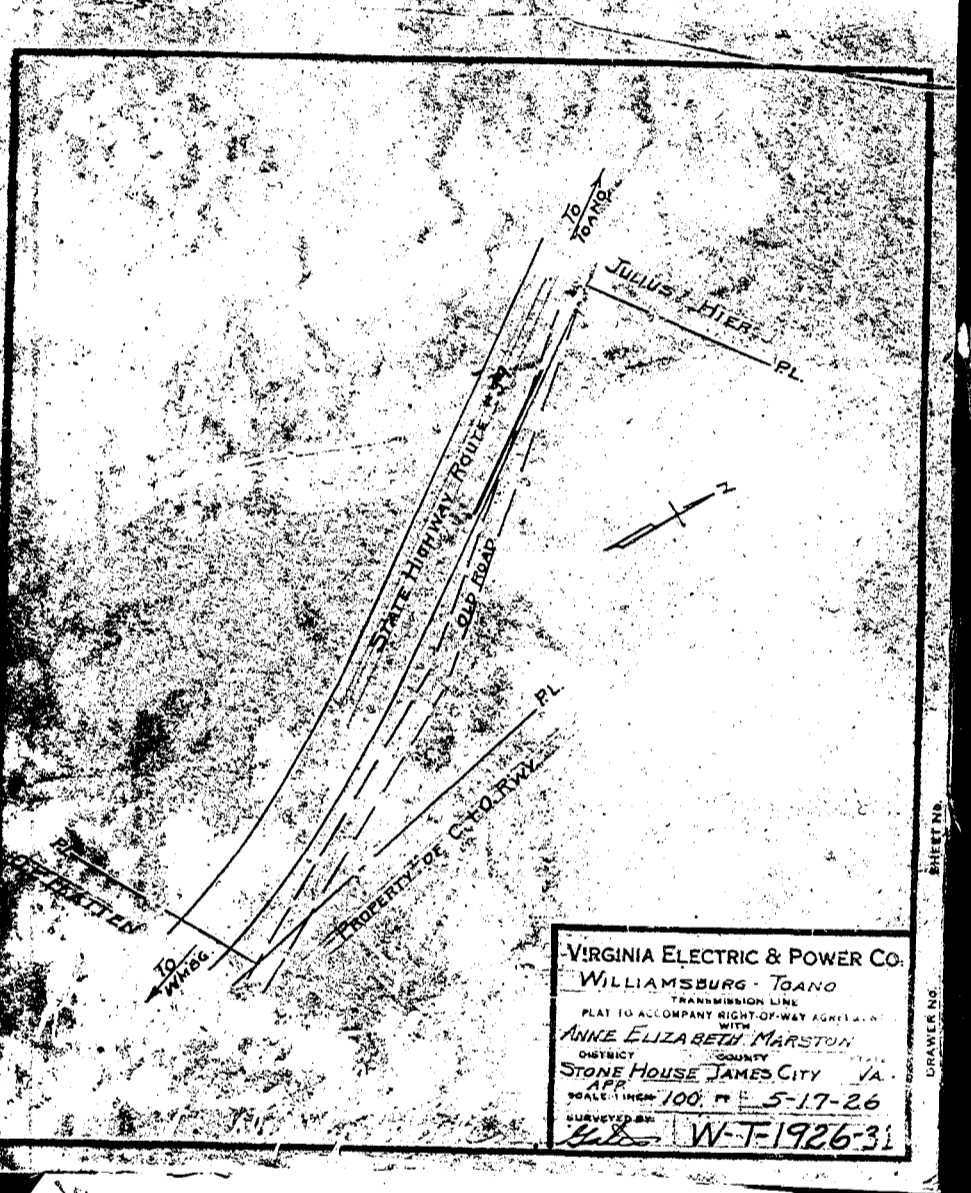 TO
TOANO
JULIUS
HIER
PL.
STATE HIGHWAY ROUTE
OLD ROAD
PL.
PROPERTY OF C. & O. RWY
TO
WMBG
SHEET NO.
DRAWER NO.
VIRGINIA ELECTRIC & POWER CO.
WILLIAMSBURG - TOANO
TRANSMISSION LINE
PLAT TO ACCOMPANY RIGHT-OF-WAY
WITH
ANNE ELIZABETH MARSTON
DISTRICT COUNTY STATE
STONE HOUSE JAMES CITY VA.
APP.
SCALE: 1 INCH 100 FT 5-17-26
SURVEYED BY:
W-T-1926-31